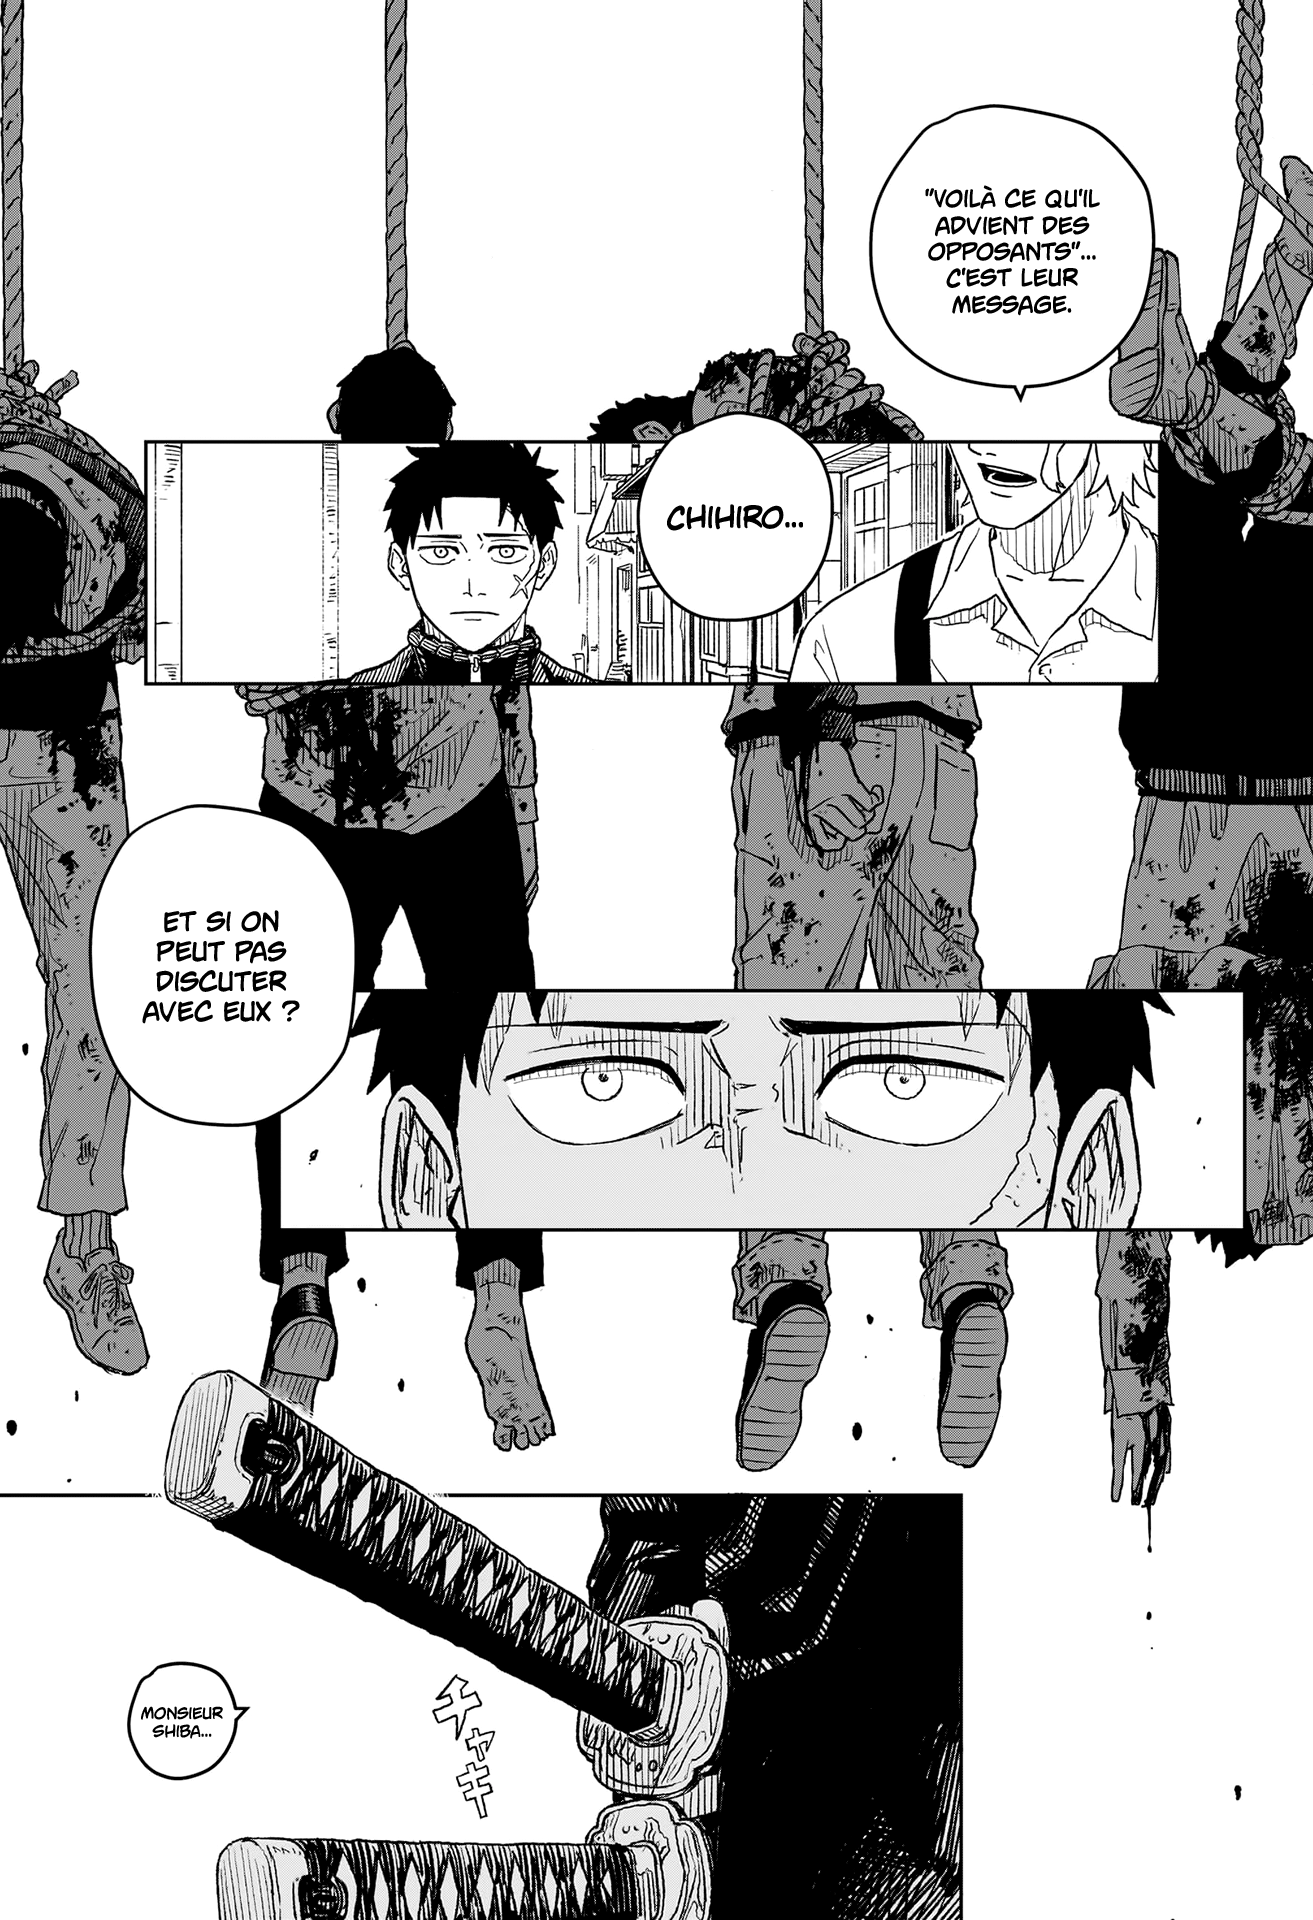 "VOILÀ CE QU'IL
ADVIENT DES
OPPOSANTS"...
C'EST LEUR
MESSAGE.
CHIHIRO...
ET SI ON
PEUT PAS
DISCUTER
AVEC EUX ?
MONSIEUR
SHIBA...
チャキ